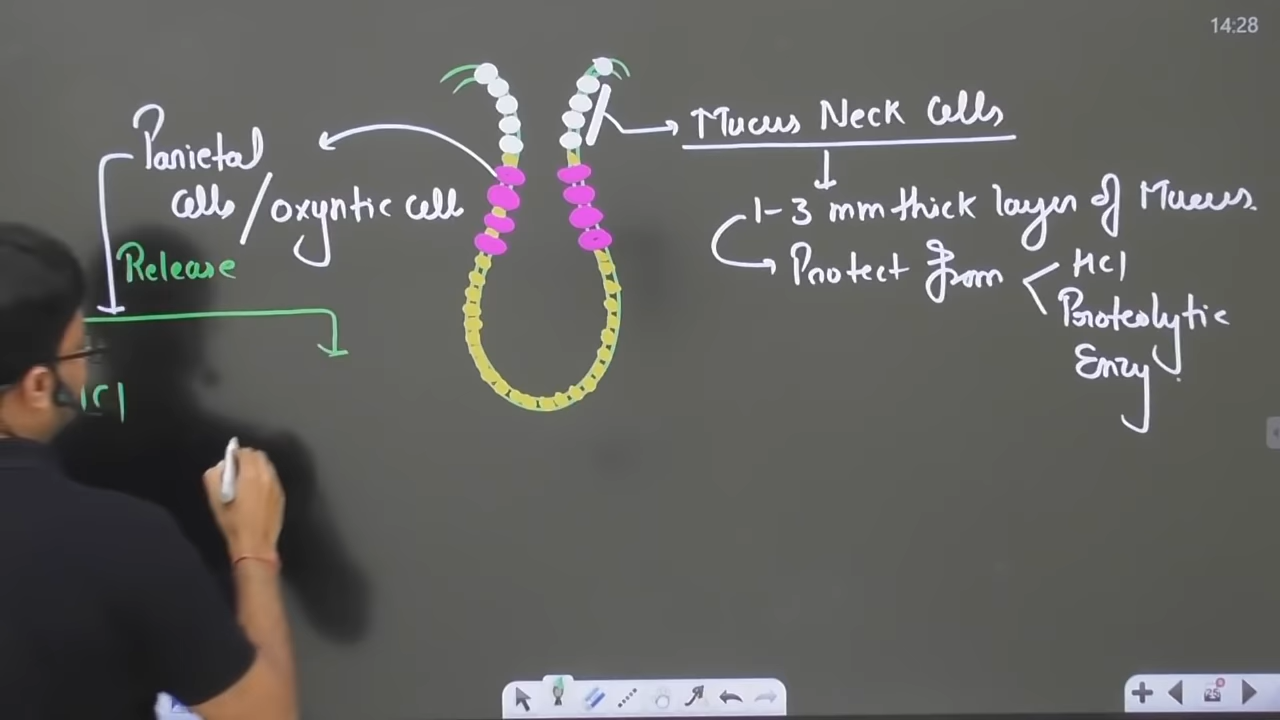 14:28
Parietal
cells/oxyntic cell
Release
HCl
Mucus Neck Cells
1-3 mm thick layer of Mucus.
Protect from
HCl
Proteolytic
Enzy.